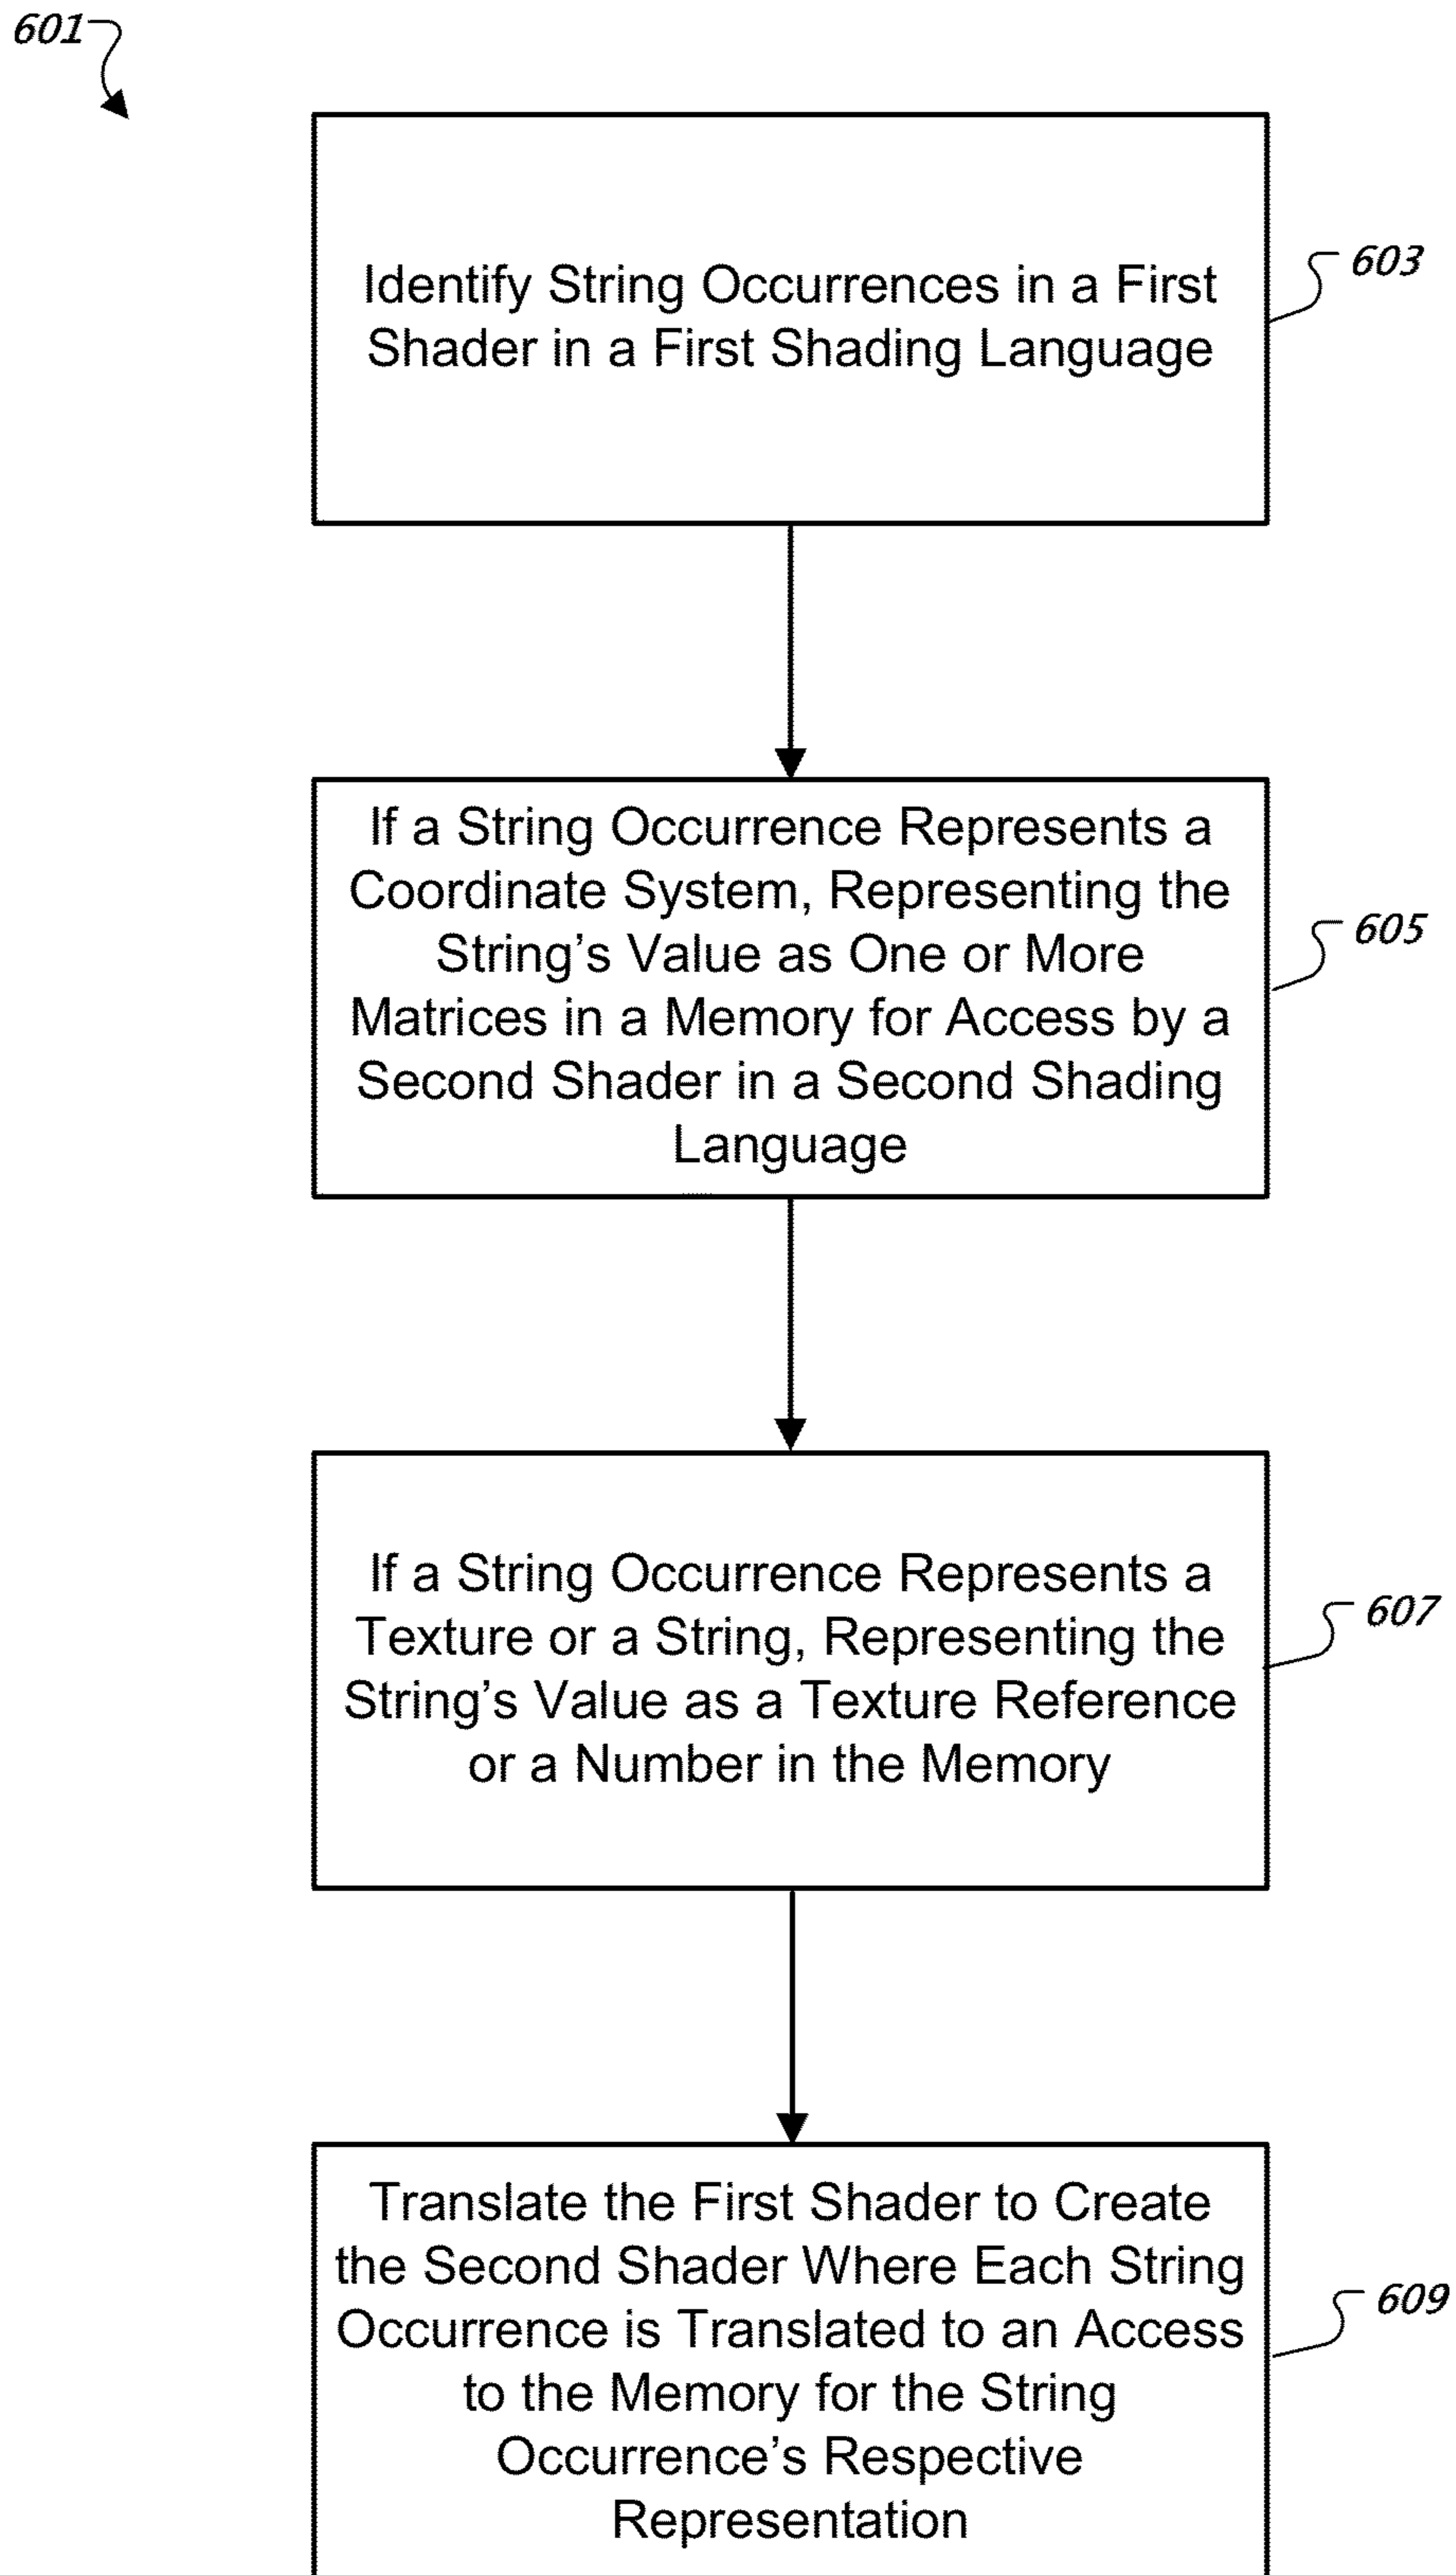 601
Identify String Occurrences in a First
Shader in a First Shading Language
603
If a String Occurrence Represents a
Coordinate System, Representing the
String’s Value as One or More
Matrices in a Memory for Access by a
Second Shader in a Second Shading
Language
605
If a String Occurrence Represents a
Texture or a String, Representing the
String’s Value as a Texture Reference
or a Number in the Memory
607
Translate the First Shader to Create
the Second Shader Where Each String
Occurrence is Translated to an Access
to the Memory for the String
Occurrence’s Respective
Representation
609